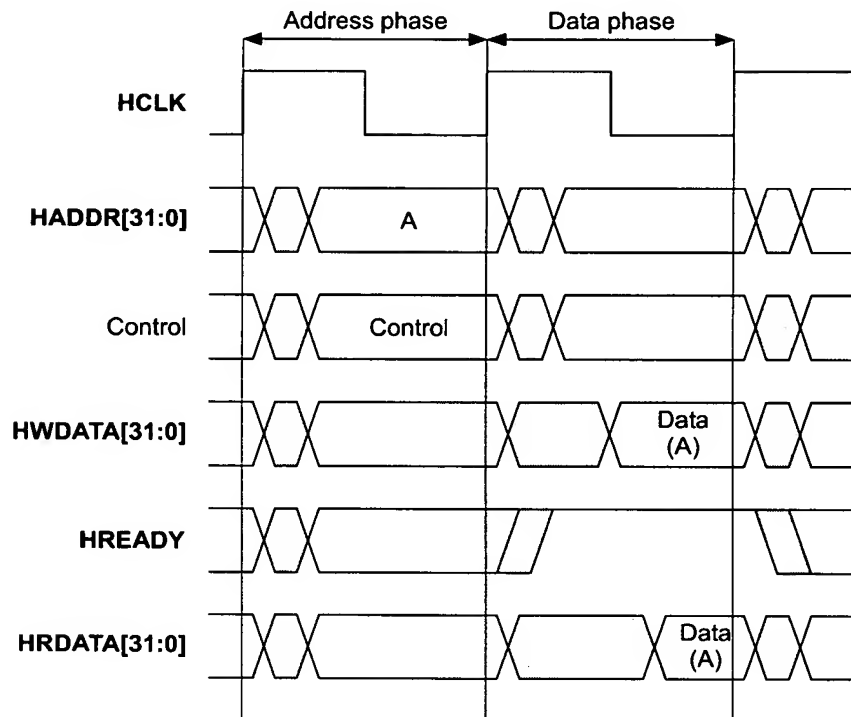 Address phase
Data phase
HCLK
HADDR[31:0]
A
Control
Control
HWDATA[31:0]
Data
(A)
HREADY
HRDATA[31:0]
Data
(A)